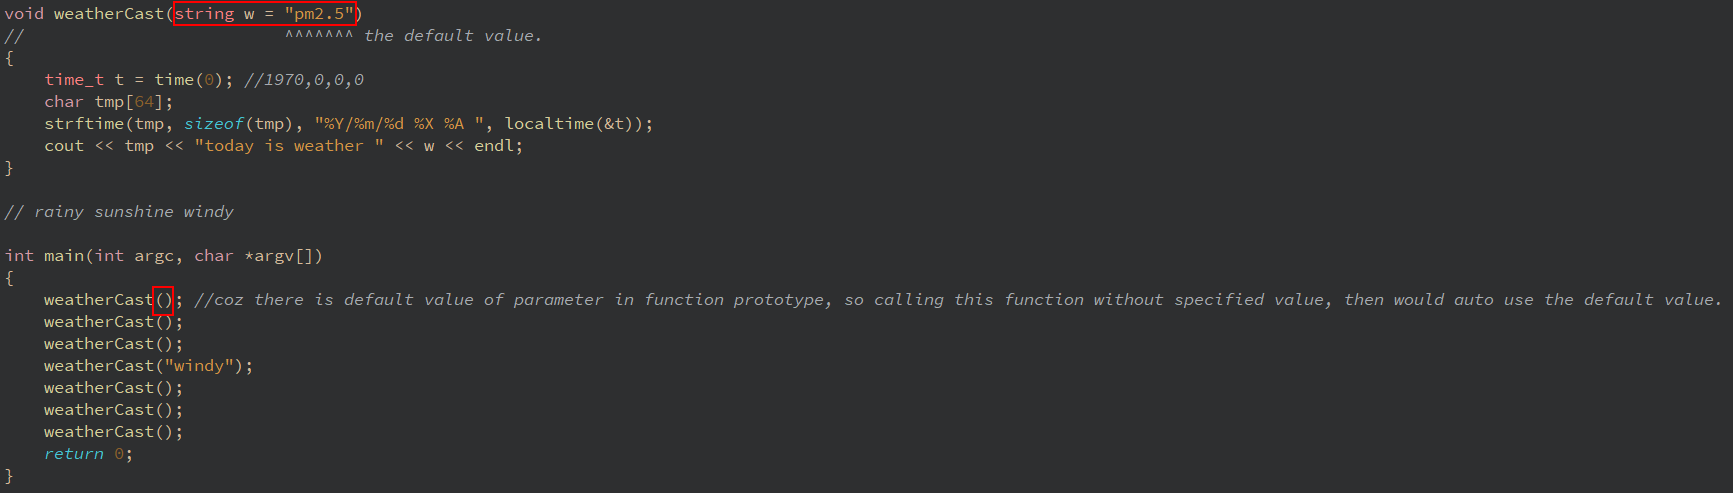 void weatherCast(string w = "pm2.5")
//                          ^^^^^^^ the default value.
{
    time_t t = time(0); //1970,0,0,0
    char tmp[64];
    strftime(tmp, sizeof(tmp), "%Y/%m/%d %X %A ", localtime(&t));
    cout << tmp << "today is weather " << w << endl;
}

// rainy sunshine windy

int main(int argc, char *argv[])
{
    weatherCast(); //coz there is default value of parameter in function prototype, so calling this function without specified value, then would auto use the default value.
    weatherCast();
    weatherCast();
    weatherCast("windy");
    weatherCast();
    weatherCast();
    weatherCast();
    return 0;
}